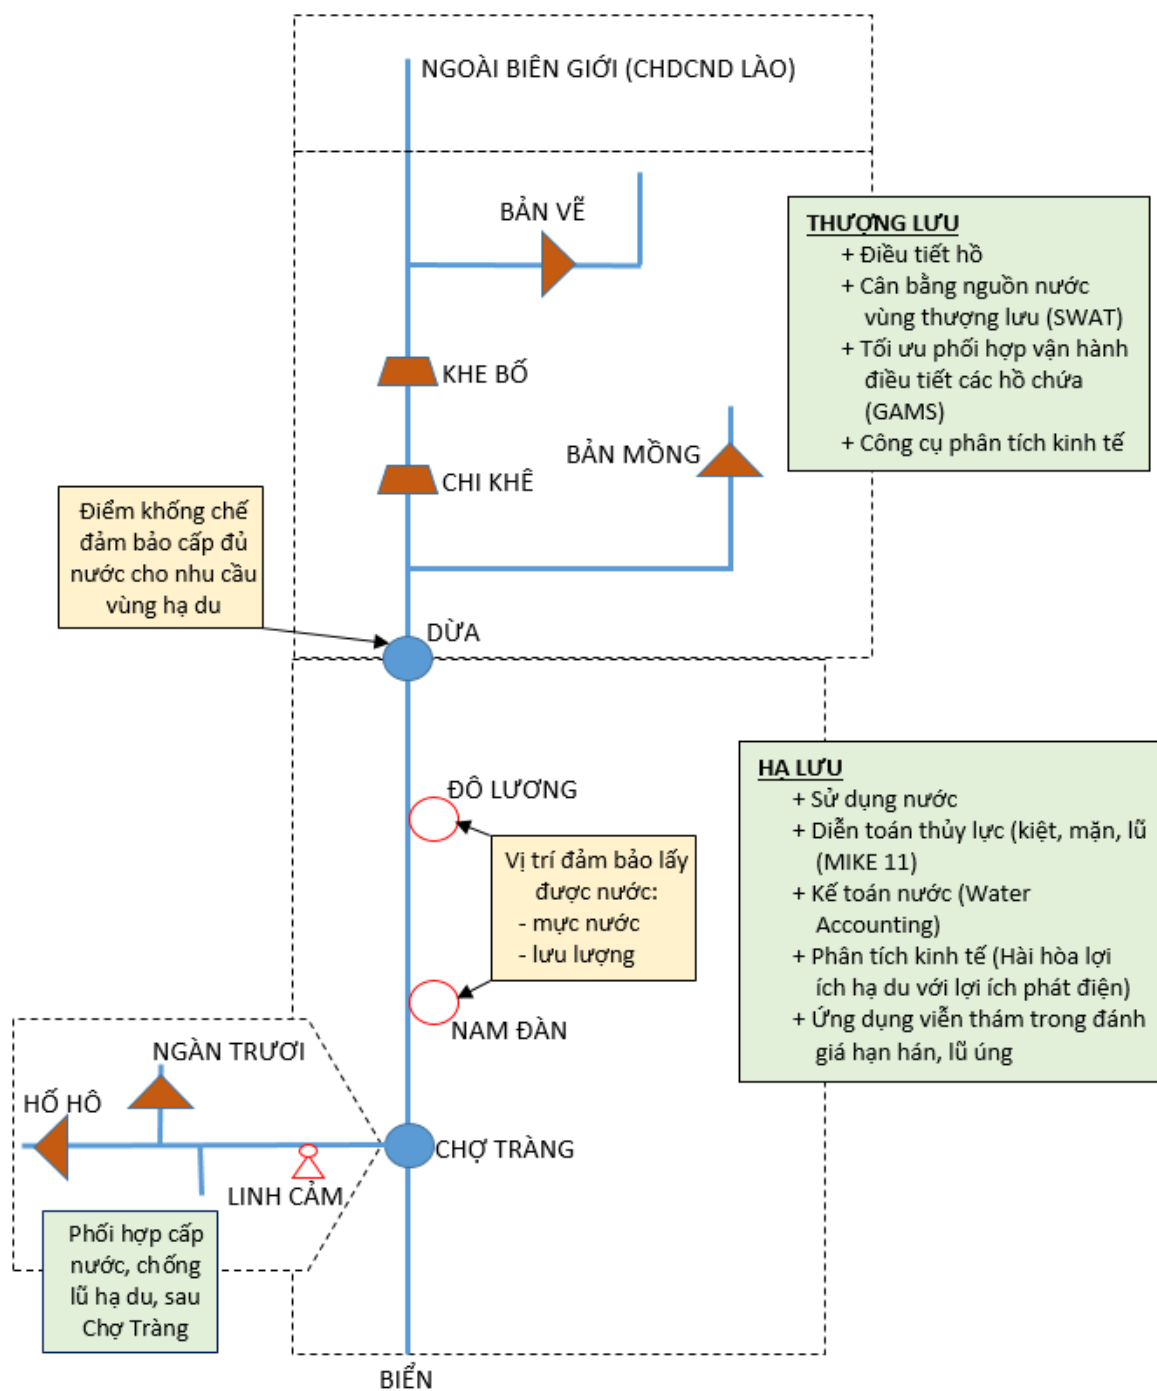 NGOÀI BIÊN GIỚI (CHDCND LÀO)
BẢN VẼ
THƯỢNG LƯU
+ Điều tiết hồ
+ Cân bằng nguồn nước
vùng thượng lưu (SWAT)
+ Tối ưu phối hợp vận hành
điều tiết các hồ chứa
(GAMS)
+ Công cụ phân tích kinh tế
KHE BỐ
BẢN MỒNG
CHI KHÊ
Điểm khống chế
đảm bảo cấp đủ
nước cho nhu cầu
vùng hạ du
DỪA
HẠ LƯU
+ Sử dụng nước
+ Diễn toán thủy lực (kiệt, mặn, lũ
(MIKE 11)
+ Kế toán nước (Water
Accounting)
+ Phân tích kinh tế (Hài hòa lợi
ích hạ du với lợi ích phát điện)
+ Ứng dụng viễn thám trong đánh
giá hạn hán, lũ úng
ĐÔ LƯƠNG
Vị trí đảm bảo lấy
được nước:
- mực nước
- lưu lượng
NAM ĐÀN
NGÀN TRƯƠI
HỐ HÔ
CHỢ TRÀNG
LINH CẢM
Phối hợp cấp
nước, chống
lũ hạ du, sau
Chợ Tràng
BIỂN